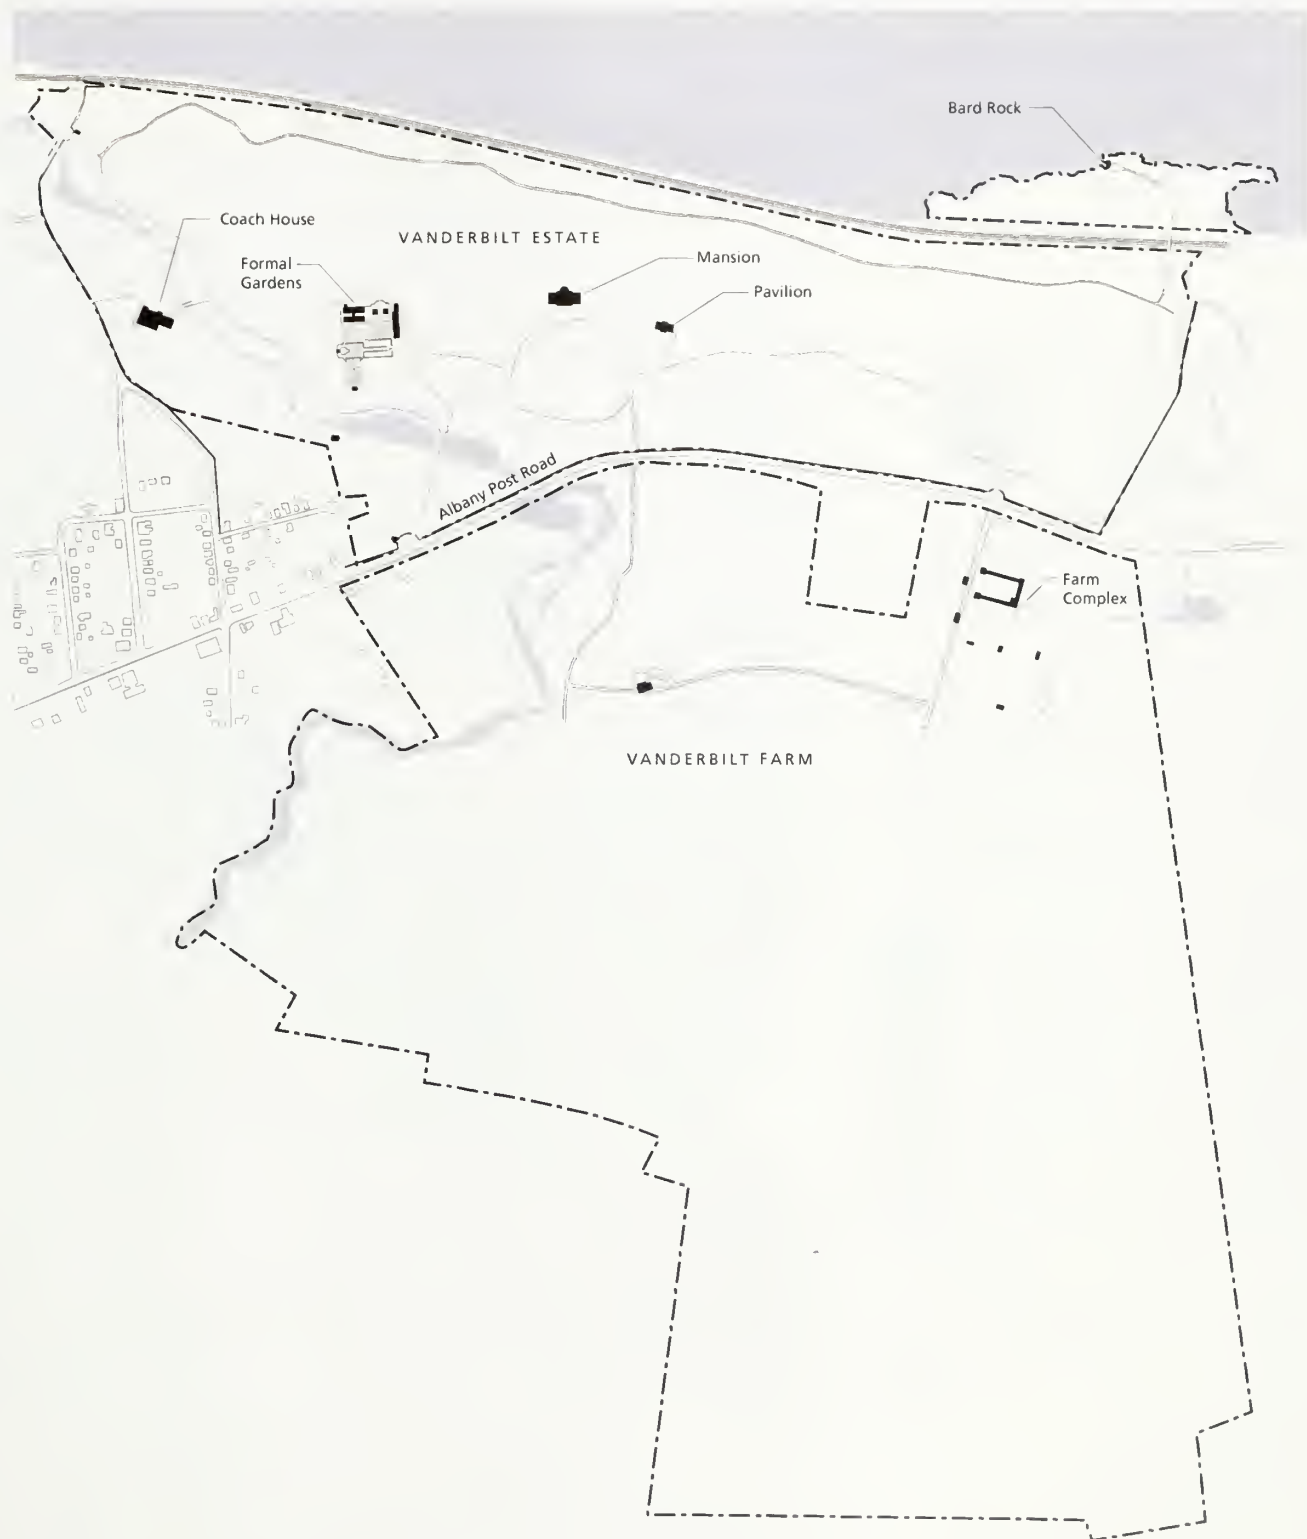 Bard Rock
Coach House
VANDERBILT ESTATE
Formal
Gardens
Mansion
Pavilion
Albany Post Road
Farm
Complex
VANDERBILT FARM